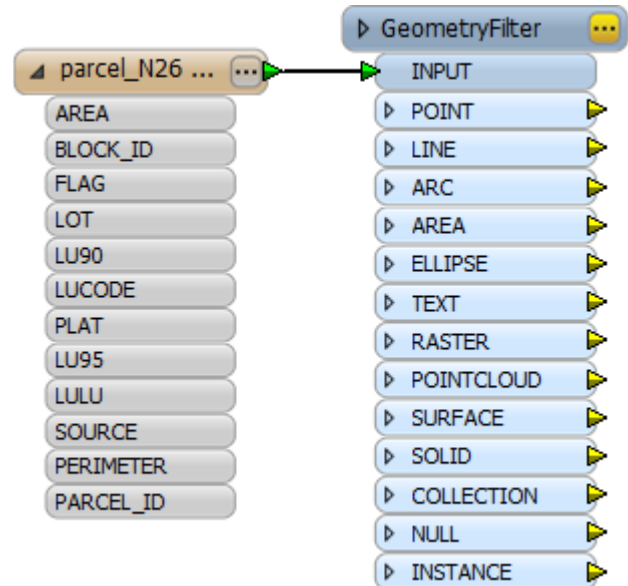 GeometryFilter ...
parcel_N26 ... ...
INPUT
AREA
BLOCK_ID
FLAG
LOT
LU90
LUCODE
PLAT
LU95
LULU
SOURCE
PERIMETER
PARCEL_ID
POINT
LINE
ARC
AREA
ELLIPSE
TEXT
RASTER
POINTCLOUD
SURFACE
SOLID
COLLECTION
NULL
INSTANCE